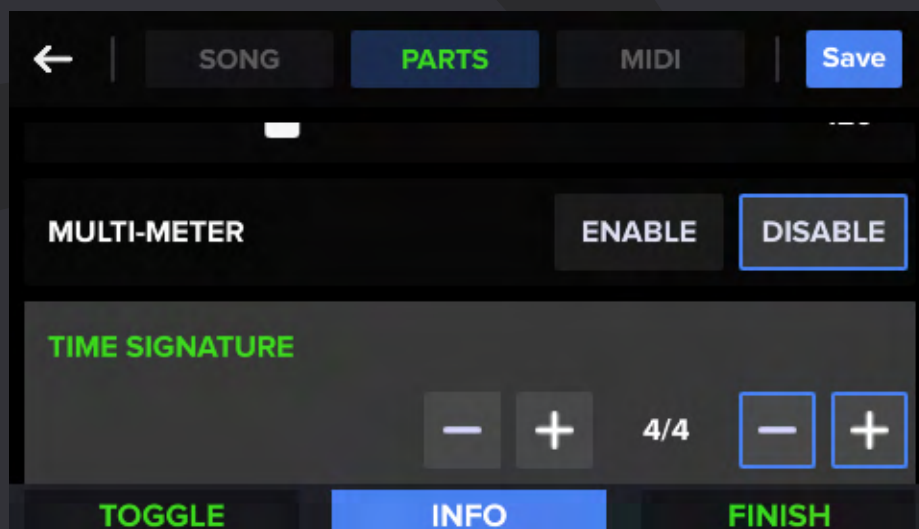 SONG PARTS MIDI Save
MULTI-METER ENABLE DISABLE
TIME SIGNATURE
4/4
TOGGLE INFO FINISH